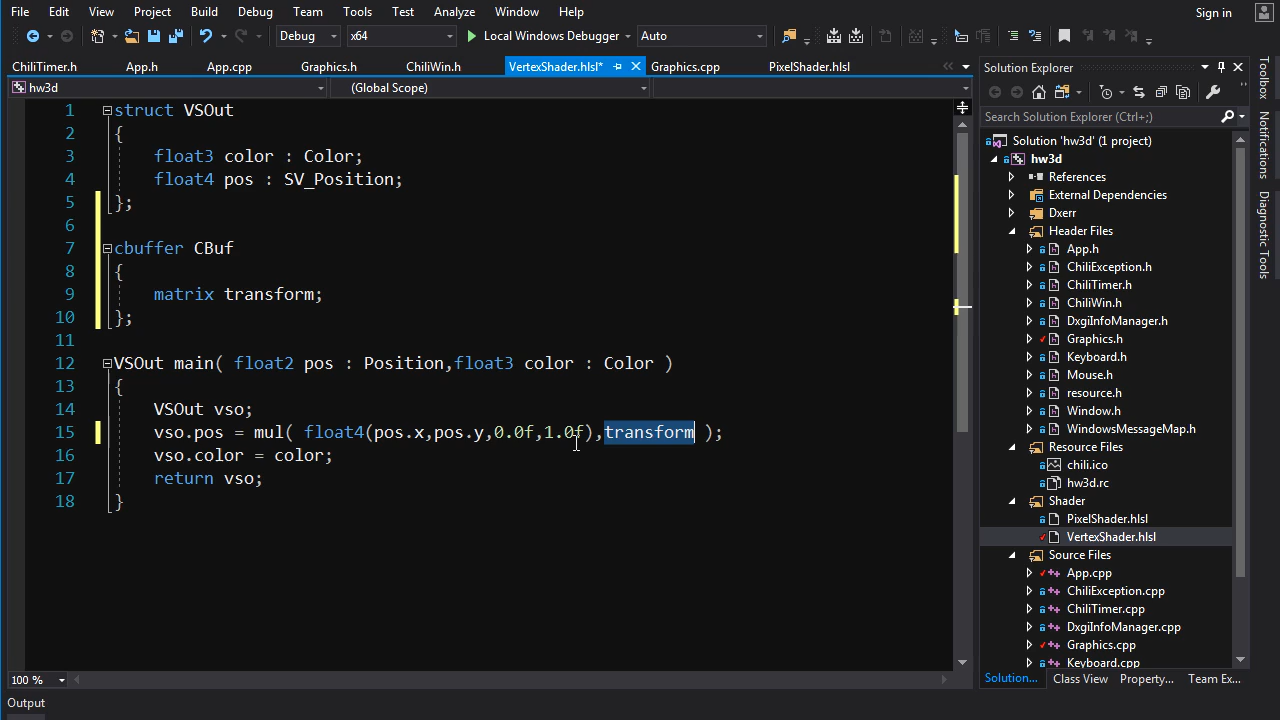 File Edit View Project Build Debug Team Tools Test Analyze Window Help Sign in
Debug x64 Local Windows Debugger Auto
ChiliTimer.h App.h App.cpp Graphics.h ChiliWin.h VertexShader.hlsl* Graphics.cpp PixelShader.hlsl
hw3d (Global Scope)
1 struct VSOut
2 {
3 float3 color : Color;
4 float4 pos : SV_Position;
5 };
6
7 cbuffer CBuf
8 {
9 matrix transform;
10 };
11
12 VSOut main( float2 pos : Position,float3 color : Color )
13 {
14 VSOut vso;
15 vso.pos = mul( float4(pos.x,pos.y,0.0f,1.0f),transform );
16 vso.color = color;
17 return vso;
18 }
100 %
Output
Solution Explorer
Search Solution Explorer (Ctrl+;)
Solution 'hw3d' (1 project)
hw3d
References
External Dependencies
Dxerr
Header Files
App.h
ChiliException.h
ChiliTimer.h
ChiliWin.h
DxgiInfoManager.h
Graphics.h
Keyboard.h
Mouse.h
resource.h
Window.h
WindowsMessageMap.h
Resource Files
chili.ico
hw3d.rc
Shader
PixelShader.hlsl
VertexShader.hlsl
Source Files
App.cpp
ChiliException.cpp
ChiliTimer.cpp
DxgiInfoManager.cpp
Graphics.cpp
Keyboard.cpp
Solution... Class View Property... Team Ex...
Toolbox
Notifications
Diagnostic Tools